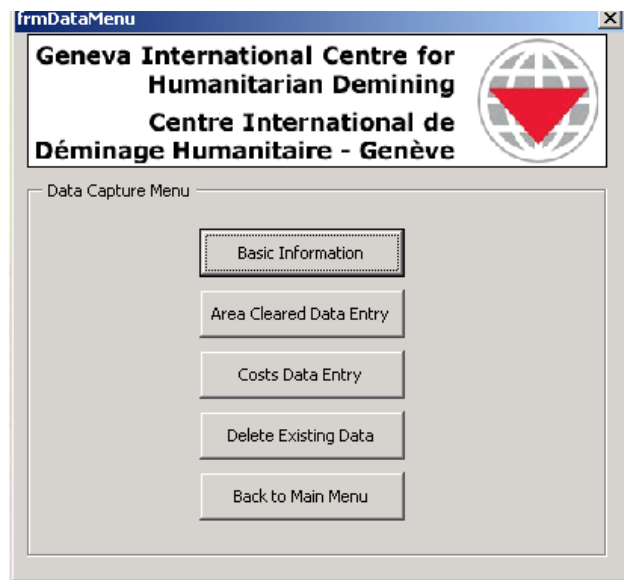 frmDataMenu
Geneva International Centre for
Humanitarian Demining
Centre International de
Déminage Humanitaire - Genève
Data Capture Menu
Basic Information
Area Cleared Data Entry
Costs Data Entry
Delete Existing Data
Back to Main Menu